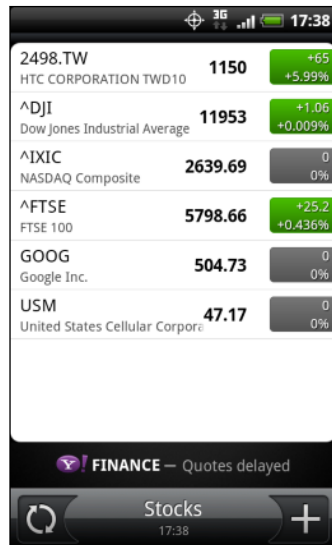 3G 17:38
2498.TW 1150 +65
HTC CORPORATION TWD10 +5.99%
^DJI 11953 +1.06
Dow Jones Industrial Average +0.009%
^IXIC 2639.69 0
NASDAQ Composite 0%
^FTSE 5798.66 +25.2
FTSE 100 +0.436%
GOOG 504.73 0
Google Inc. 0%
USM 47.17 0
United States Cellular Corpora 0%
Y! FINANCE — Quotes delayed
Stocks
17:38